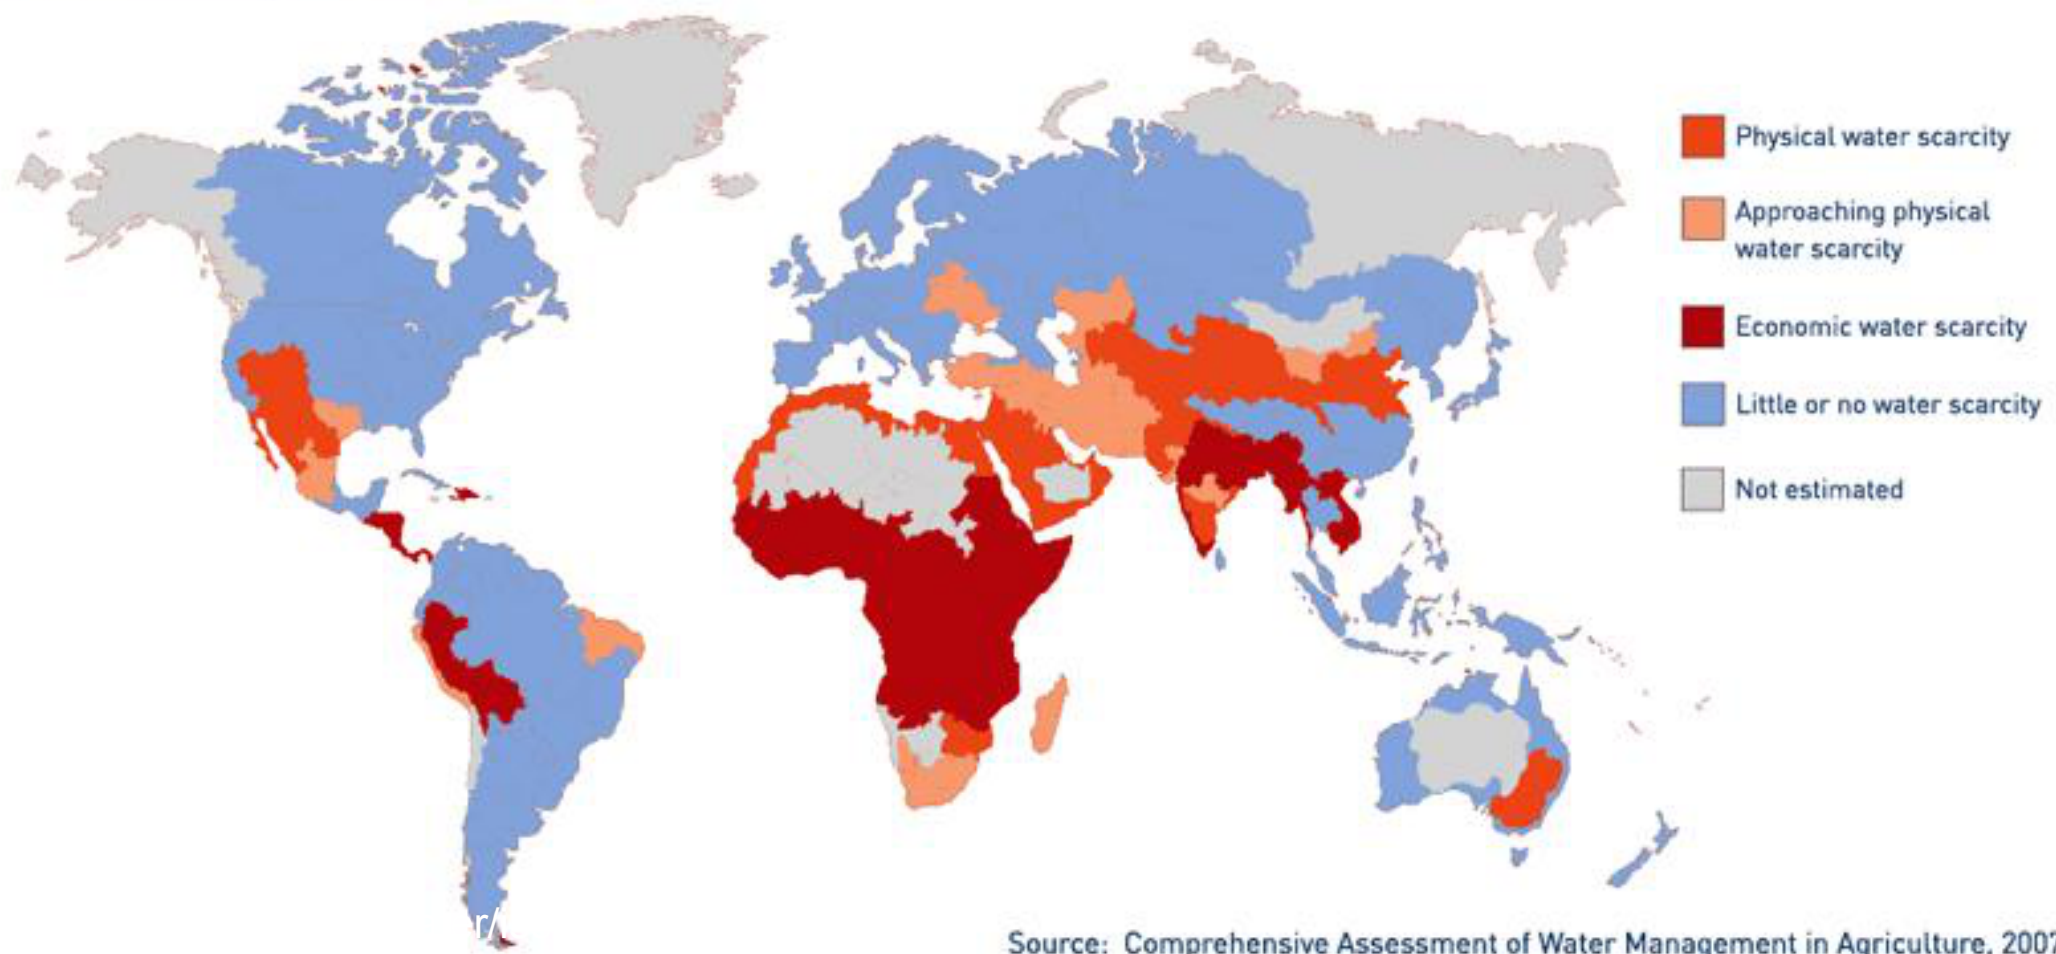 Physical water scarcity
Approaching physical
water scarcity
Economic water scarcity
Little or no water scarcity
Not estimated
r/
Source: Comprehensive Assessment of Water Management in Agriculture, 2007